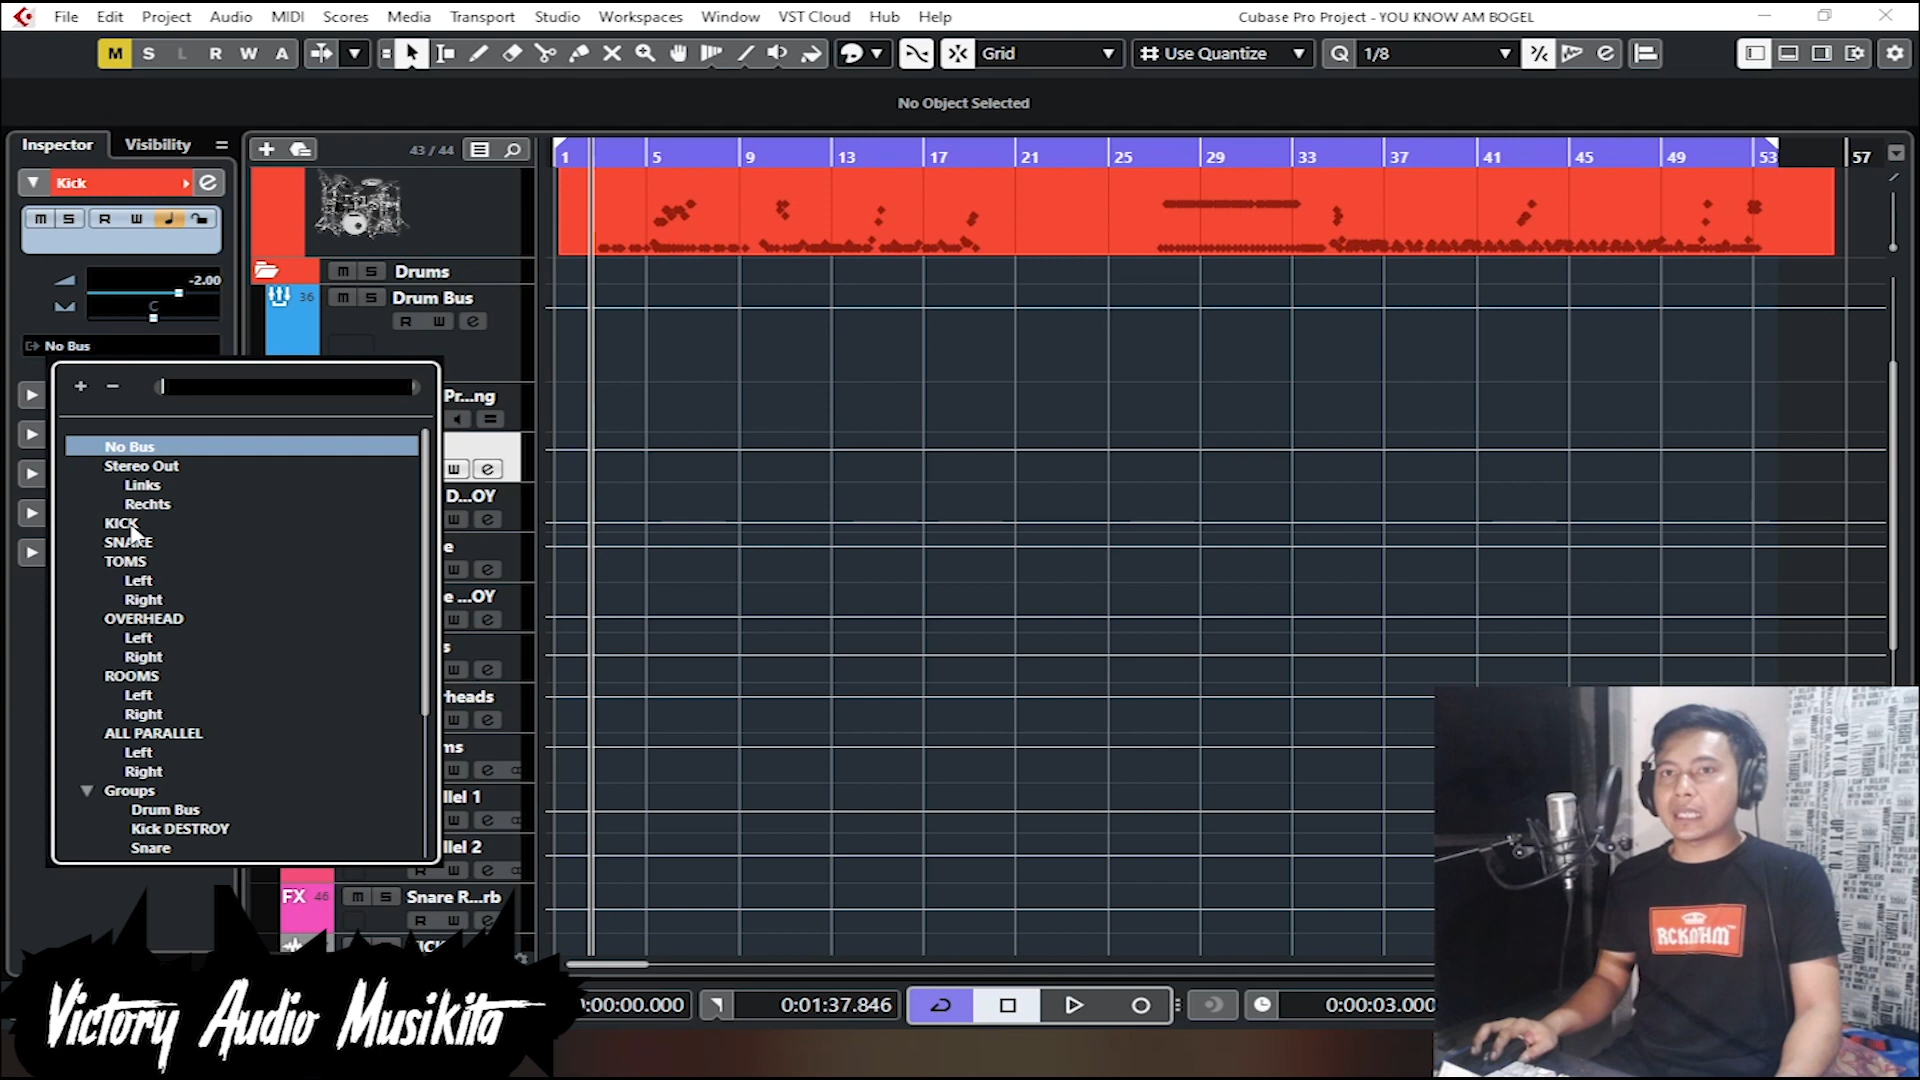 File Edit Project Audio MIDI Scores Media Transport Studio Workspaces Window VST Cloud Hub Help
Cubase Pro Project - YOU KNOW AM BOGEL
M S L R W A
Grid
Use Quantize
Q 1/8
No Object Selected
Inspector Visibility
43 / 44
1 5 9 13 17 21 25 29 33 37 41 45 49 53 57
Kick e
M S R W
-2.00
C
No Bus
m S Drums
36 m S Drum Bus
R W e
Pr...ng
W e
D...OY
W e
e
W e
e ...OY
W e
s
W e
heads
W e
ms
W e
llel 1
W e
llel 2
R W e
FX 46 m S Snare R...rb
R W e
No Bus
Stereo Out
Links
Rechts
KICK
SNARE
TOMS
Left
Right
OVERHEAD
Left
Right
ROOMS
Left
Right
ALL PARALLEL
Left
Right
Groups
Drum Bus
Kick DESTROY
Snare
:00:00.000
0:01:37.846
0:00:03.000
Victory Audio Musikita
RCKNHM